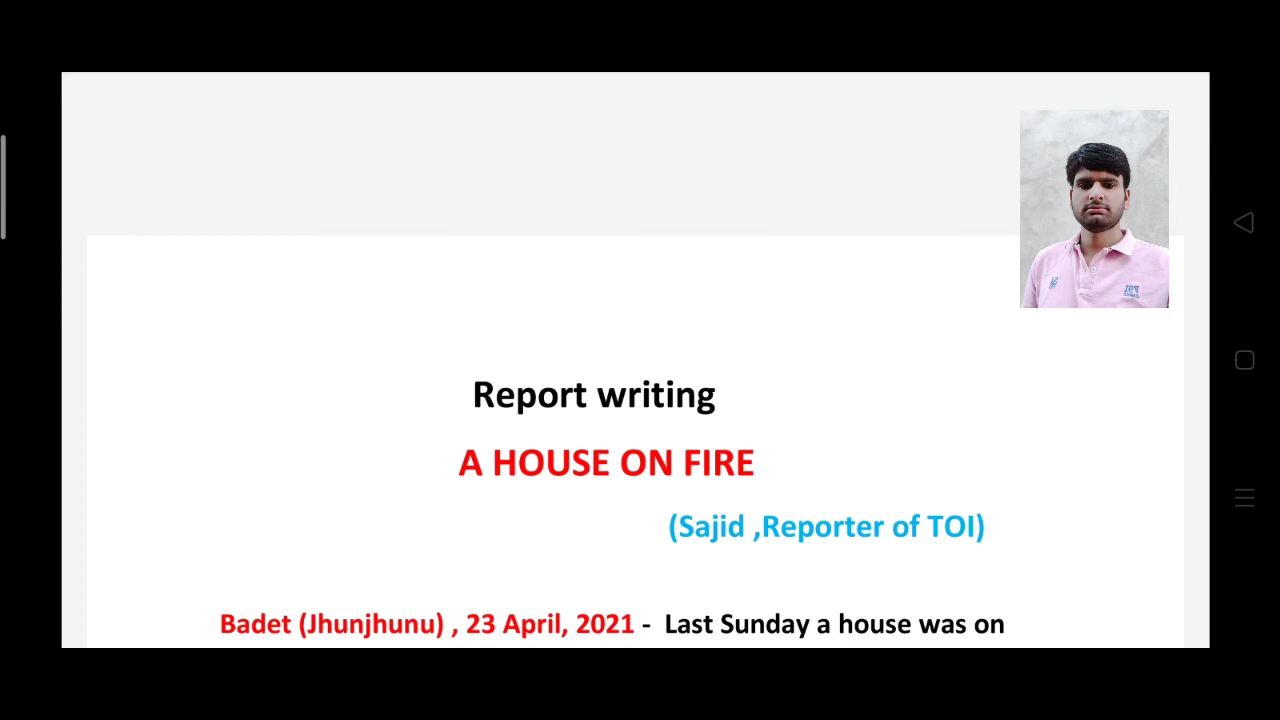 Report writing
A HOUSE ON FIRE
(Sajid ,Reporter of TOI)
Badet (Jhunjhunu) , 23 April, 2021 - Last Sunday a house was on